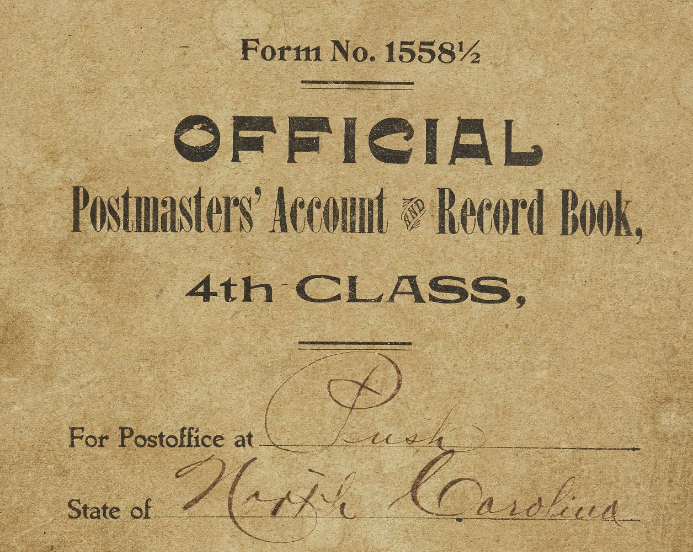 Form No. 1558½
OFFICIAL
Postmasters' Account AND Record Book,
4th CLASS,
For Postoffice at Push
State of North Carolina